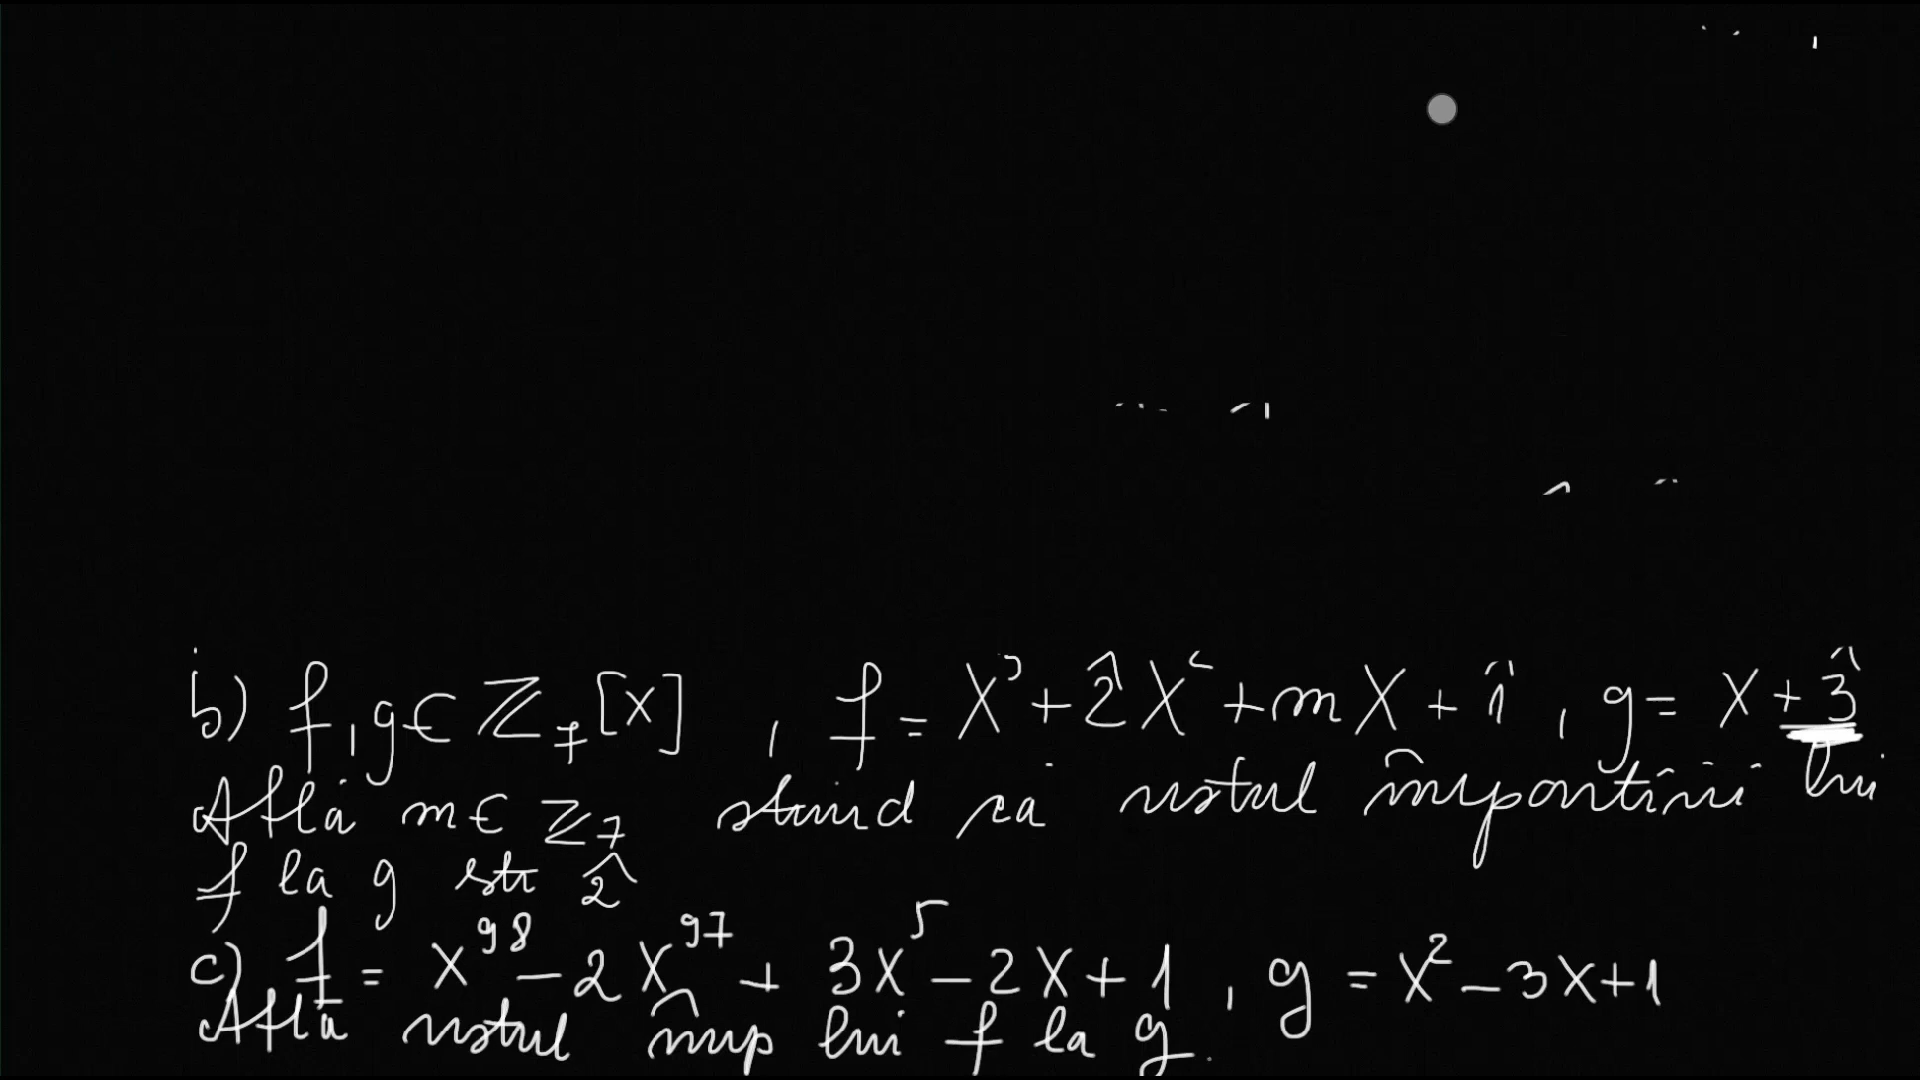 b) f, g ∈ ℤ₇[X] , f = X³ + 2̂X² + mX + 1̂ , g = X + 3̂
Află m ∈ ℤ₇ știind că restul împărțirii lui
f la g este 2̂
c) f = X⁹⁸ - 2X⁹⁷ + 3X⁵ - 2X + 1 , g = X² - 3X + 1
Află restul împ lui f la g.